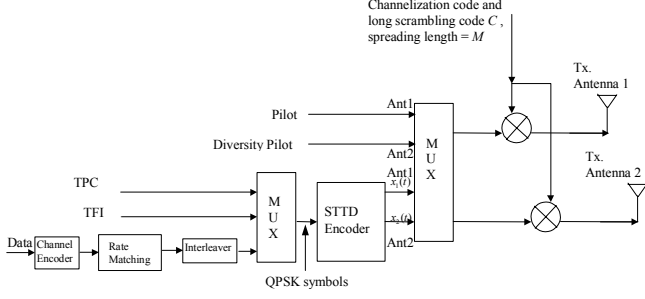 Channelization code and
long scrambling code C ,
spreading length = M
Tx.
Antenna 1
Ant1
Pilot
Diversity Pilot
Ant2
Ant1
M
U
X
Tx.
Antenna 2
TPC
x₁(t)
M
U
X
STTD
Encoder
TFI
x₂(t)
Ant2
Data
Channel
Encoder
Rate
Matching
Interleaver
QPSK symbols